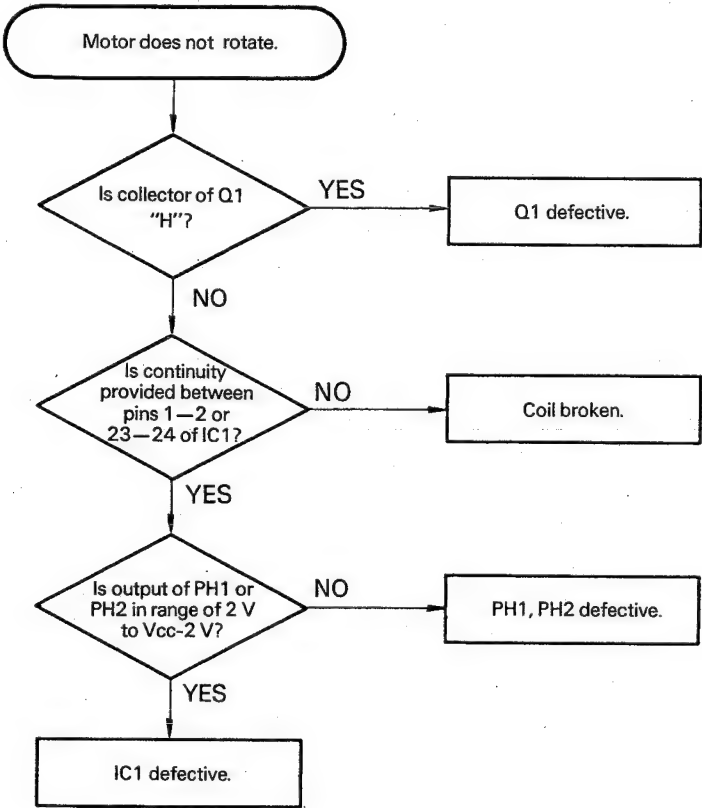 Motor does not rotate.
Is collector of Q1
"H"?
YES
Q1 defective.
NO
Is continuity
provided between
pins 1—2 or
23—24 of IC1?
NO
Coil broken.
YES
Is output of PH1 or
PH2 in range of 2 V
to Vcc-2 V?
NO
PH1, PH2 defective.
YES
IC1 defective.